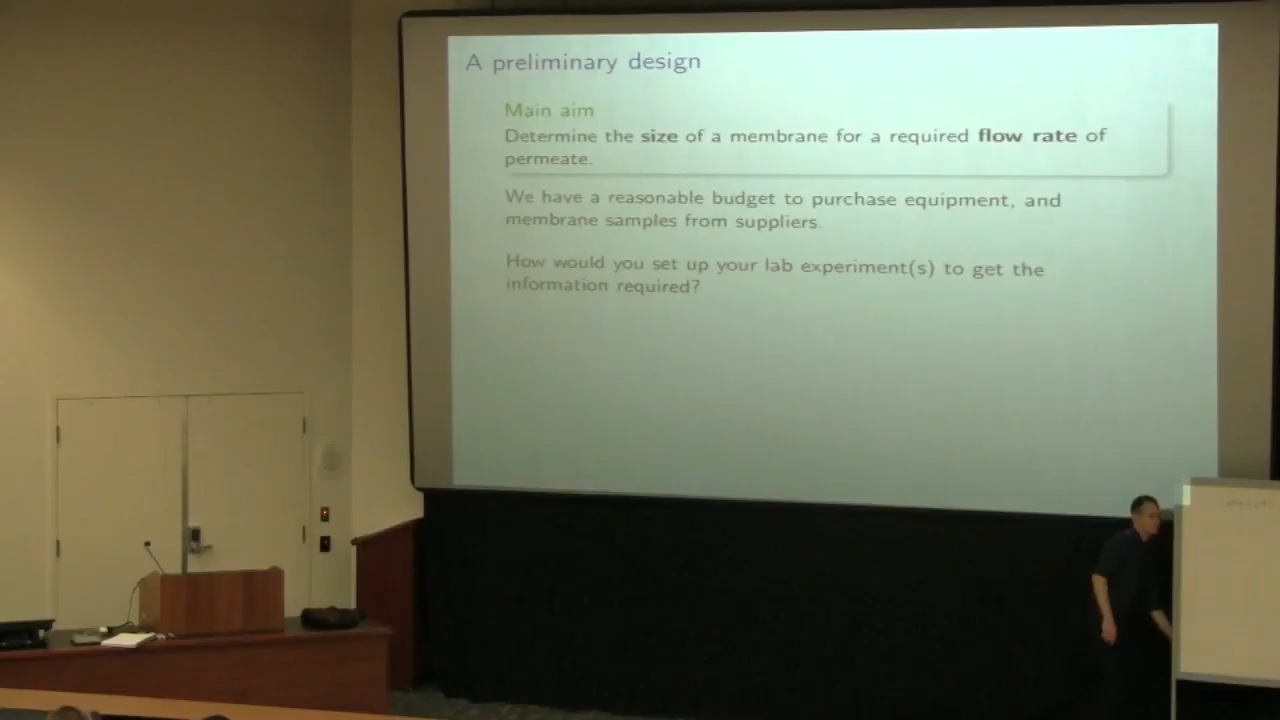 A preliminary design
Main aim
Determine the size of a membrane for a required flow rate of
permeate.
We have a reasonable budget to purchase equipment, and
membrane samples from suppliers.
How would you set up your lab experiment(s) to get the
information required?